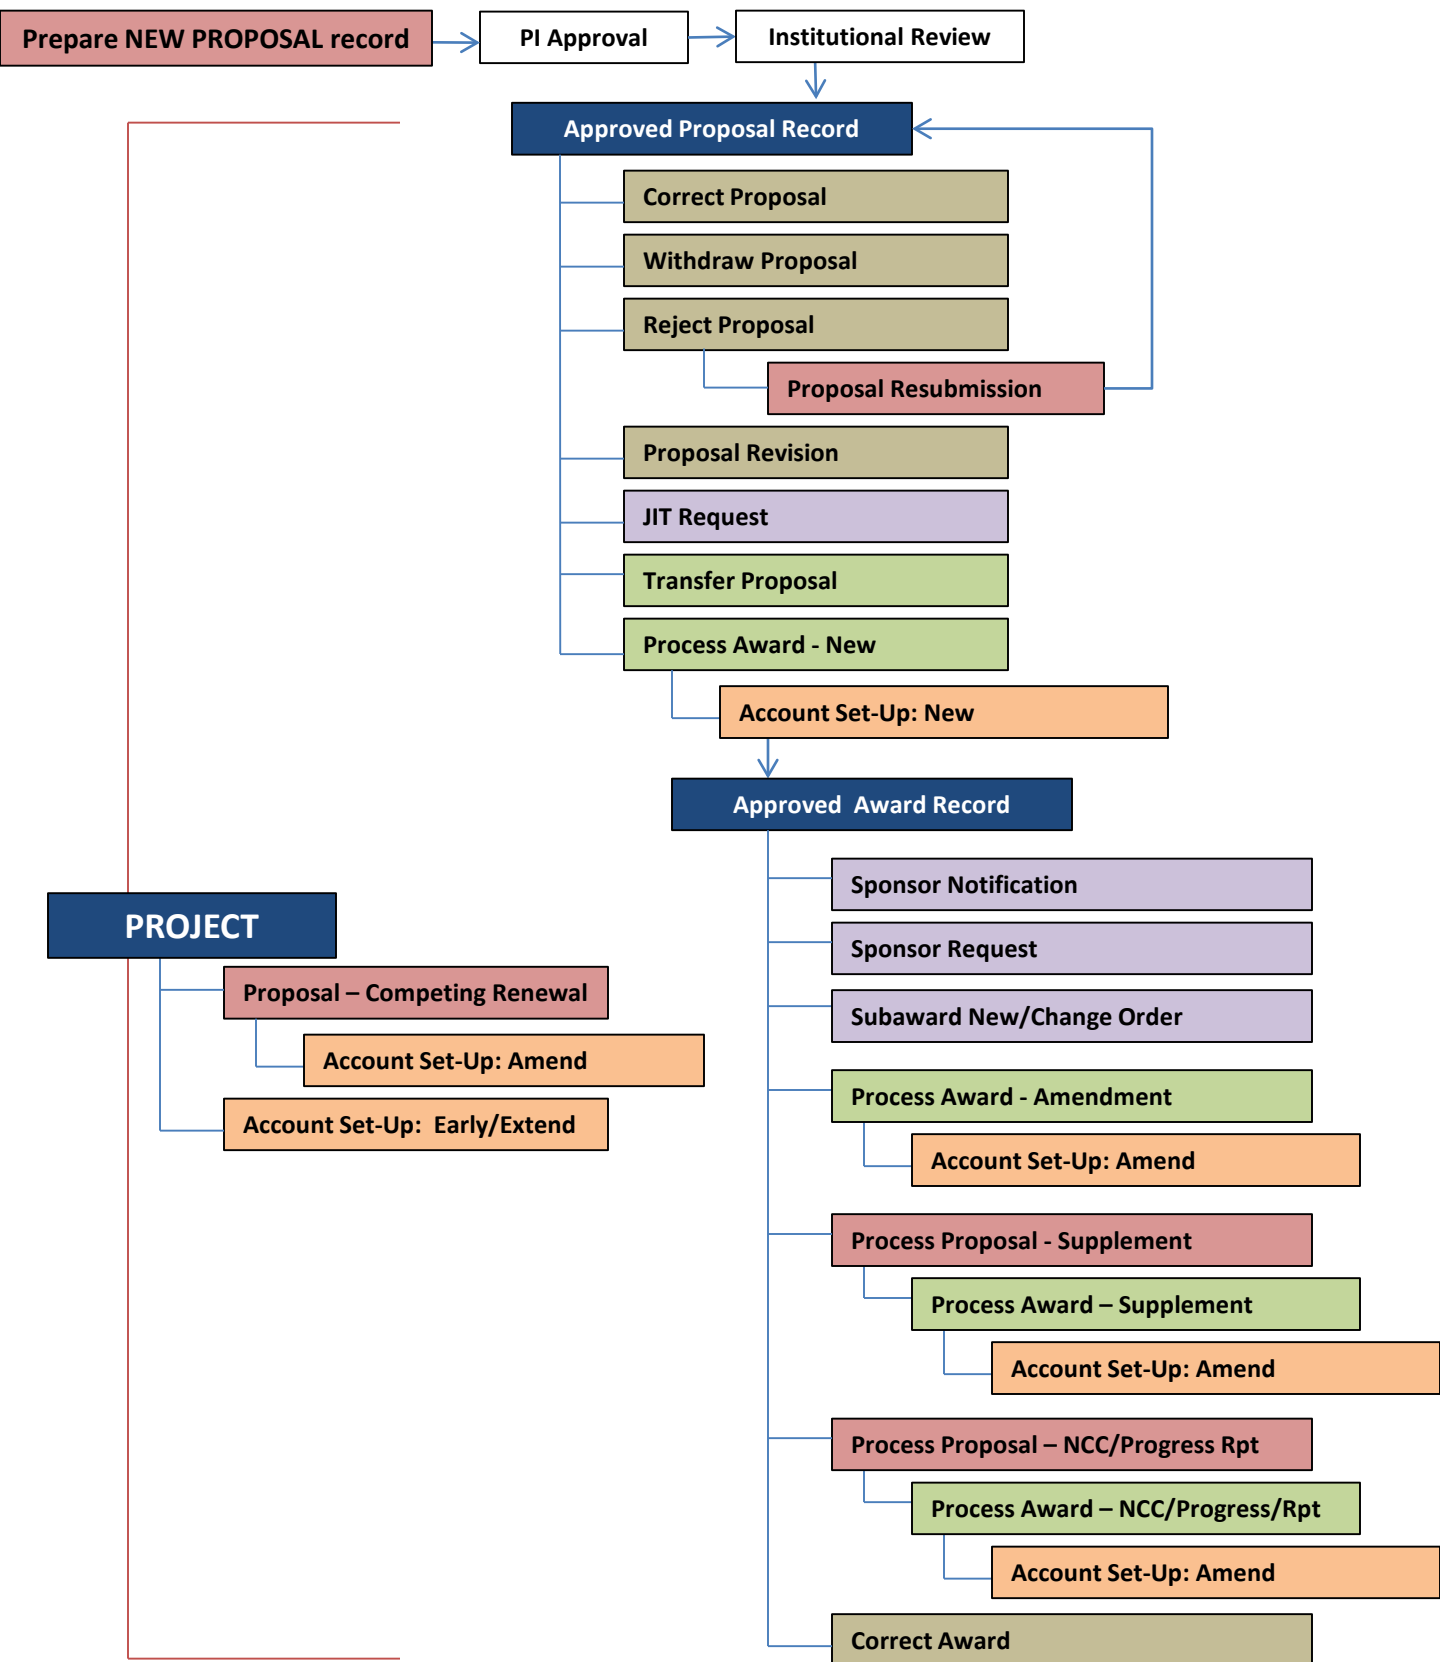 Prepare NEW PROPOSAL record
PI Approval
Institutional Review
Approved Proposal Record
Correct Proposal
Withdraw Proposal
Reject Proposal
Proposal Resubmission
Proposal Revision
JIT Request
Transfer Proposal
Process Award - New
Account Set-Up: New
Approved Award Record
Sponsor Notification
Sponsor Request
Subaward New/Change Order
Process Award - Amendment
Account Set-Up: Amend
Process Proposal - Supplement
Process Award – Supplement
Account Set-Up: Amend
Process Proposal – NCC/Progress Rpt
Process Award – NCC/Progress/Rpt
Account Set-Up: Amend
Correct Award
PROJECT
Proposal – Competing Renewal
Account Set-Up: Amend
Account Set-Up: Early/Extend